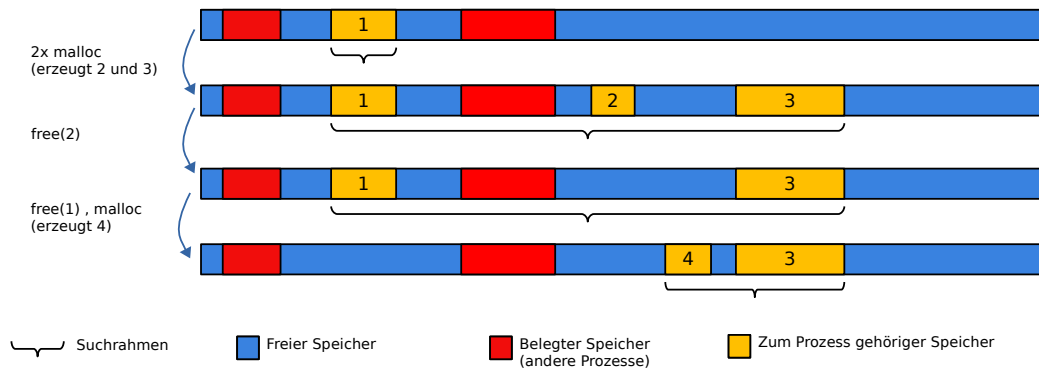 1
2x malloc
(erzeugt 2 und 3)
1
2
3
free(2)
1
3
free(1) , malloc
(erzeugt 4)
4
3
Suchrahmen
Freier Speicher
Belegter Speicher
(andere Prozesse)
Zum Prozess gehöriger Speicher